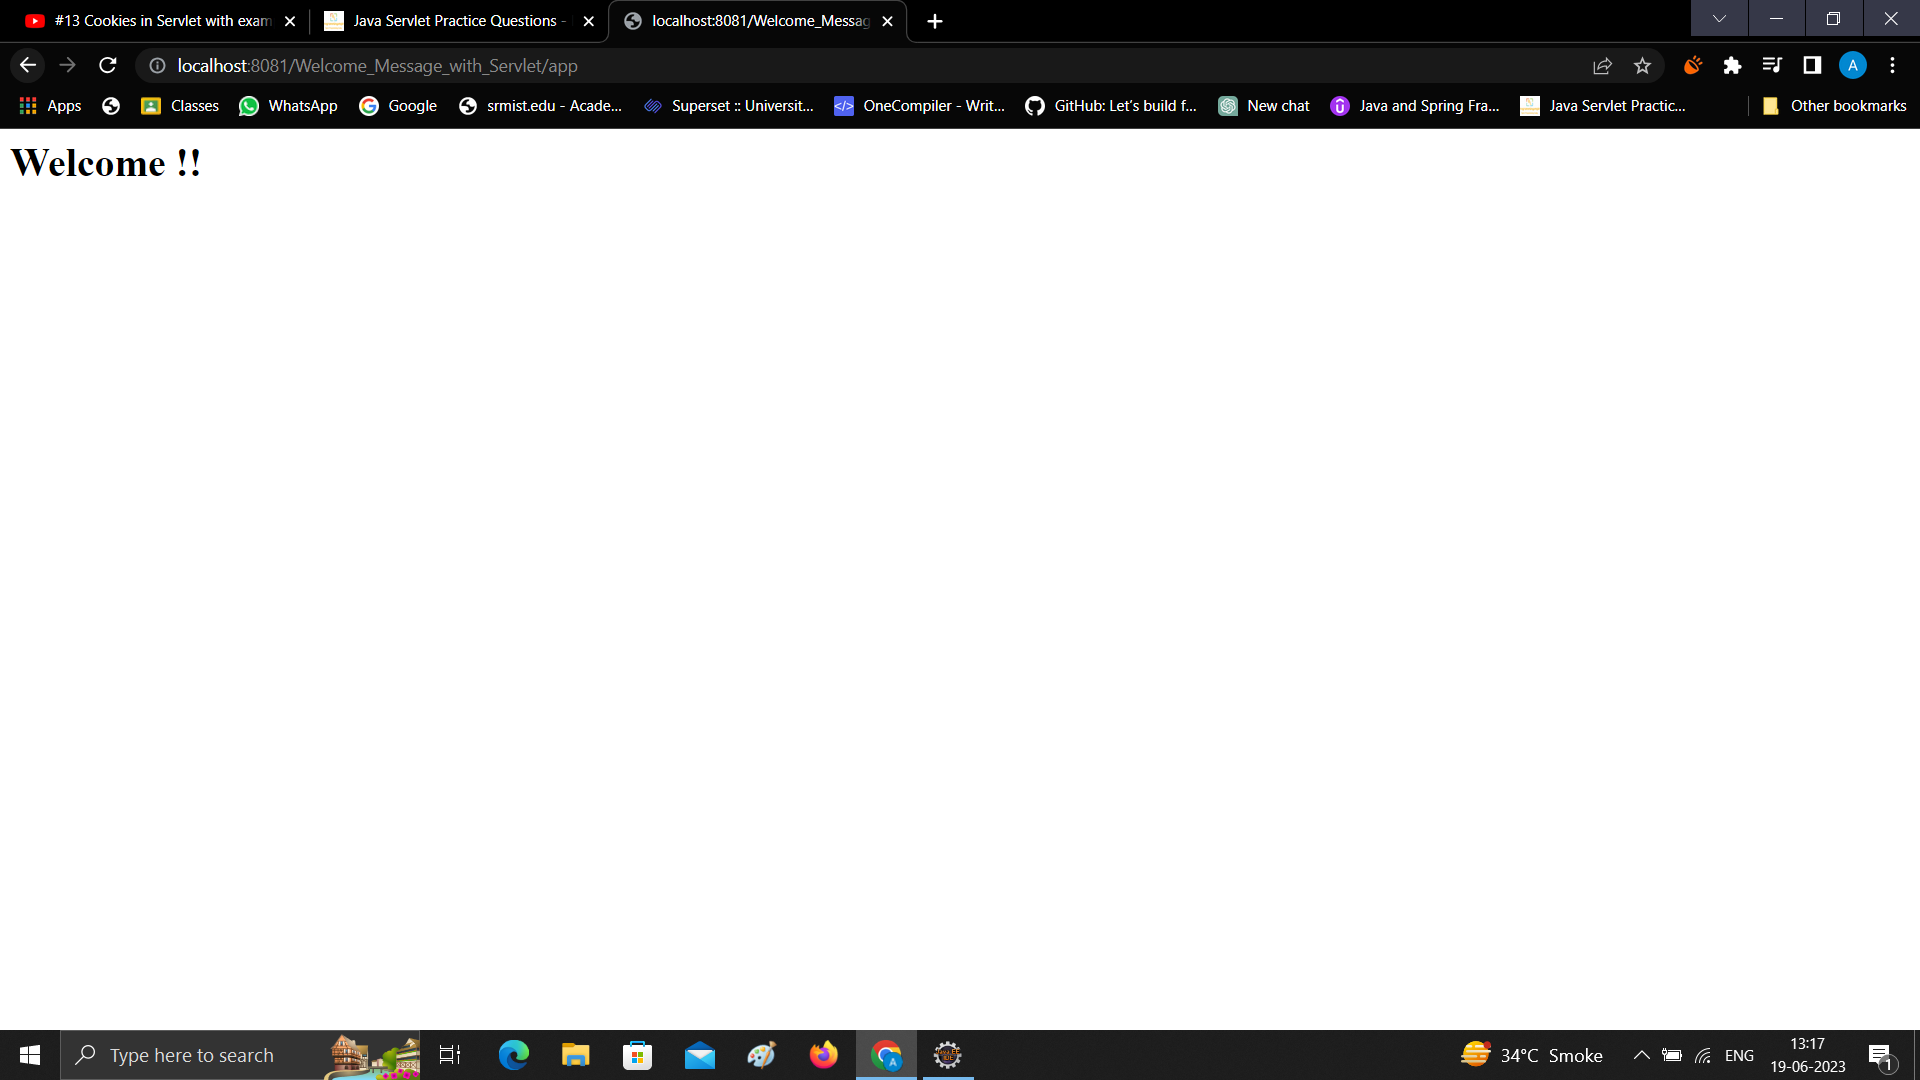 #13 Cookies in Servlet with exam
Java Servlet Practice Questions -
localhost:8081/Welcome_Messag
localhost:8081/Welcome_Message_with_Servlet/app
A
Apps
Classes
WhatsApp
Google
srmist.edu - Acade...
Superset :: Universit...
OneCompiler - Writ...
GitHub: Let's build f...
New chat
Java and Spring Fra...
Java Servlet Practic...
Other bookmarks
Welcome !!
Type here to search
34°C Smoke
ENG
13:17
19-06-2023
1